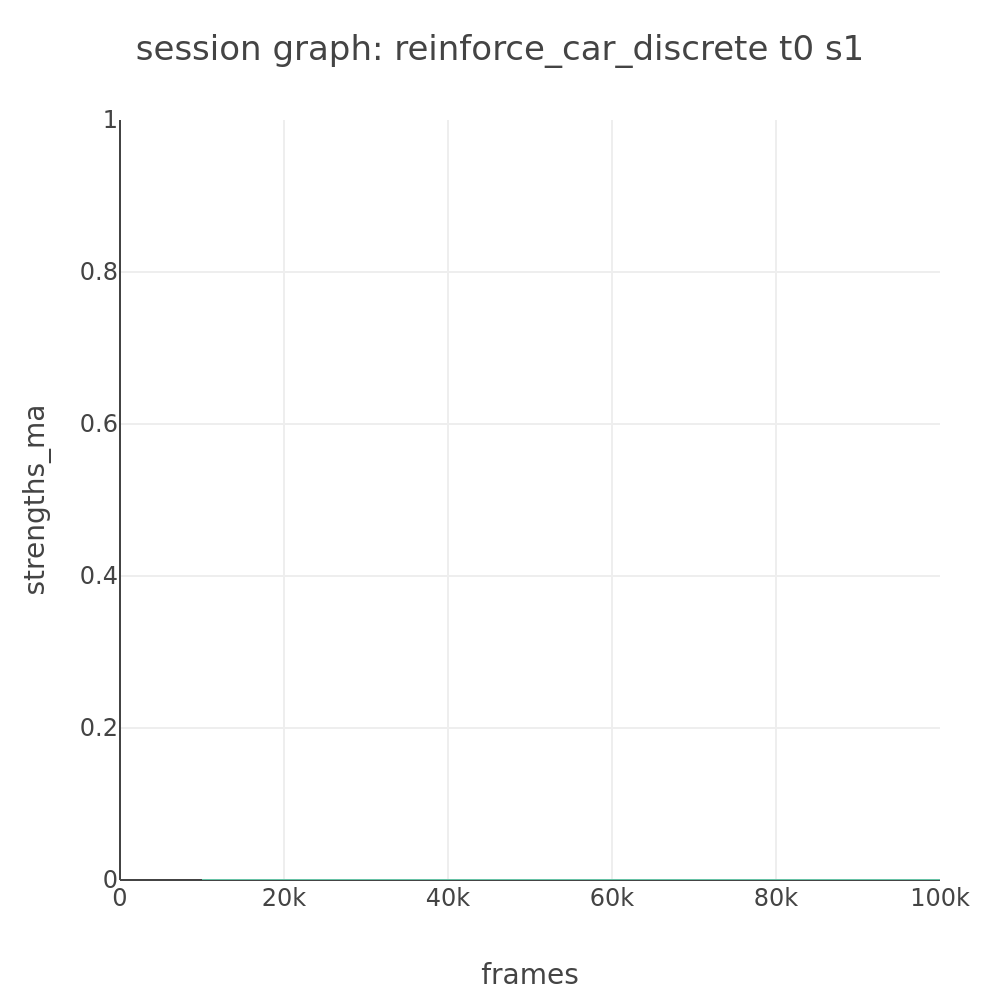 session graph: reinforce_car_discrete t0 s1
1
0.8
0.6
0.4
0.2
0
strengths_ma
0 20k 40k 60k 80k 100k
frames